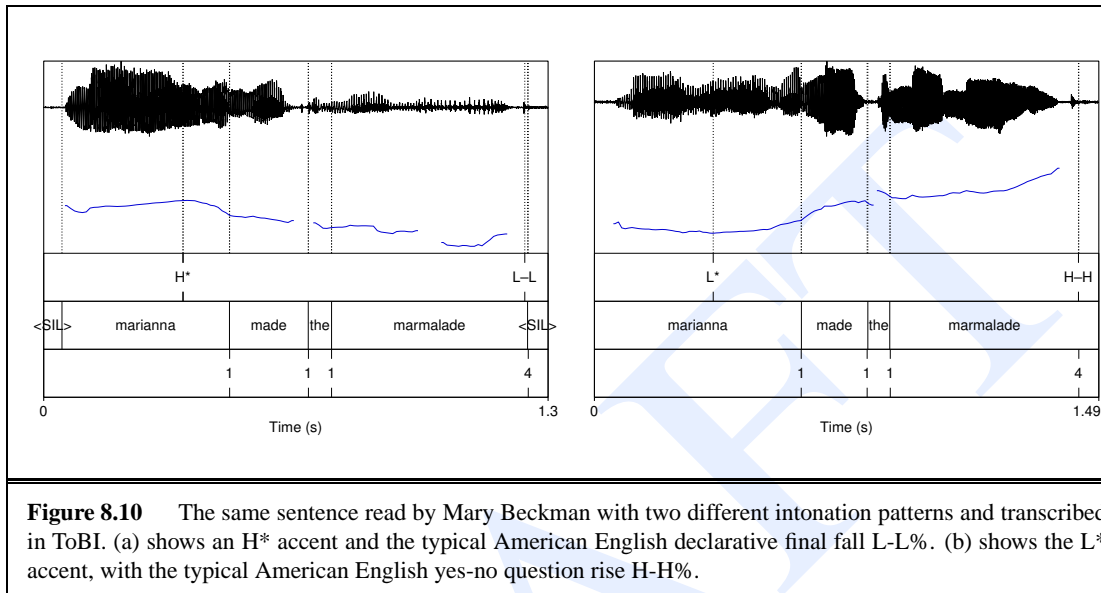 H* L–L
<SIL> marianna made the marmalade <SIL>
1 1 1 4
0 1.3
Time (s)
L* H–H
marianna made the marmalade
1 1 1 4
0 1.49
Time (s)
Figure 8.10 The same sentence read by Mary Beckman with two different intonation patterns and transcribed
in ToBI. (a) shows an H* accent and the typical American English declarative final fall L-L%. (b) shows the L*
accent, with the typical American English yes-no question rise H-H%.